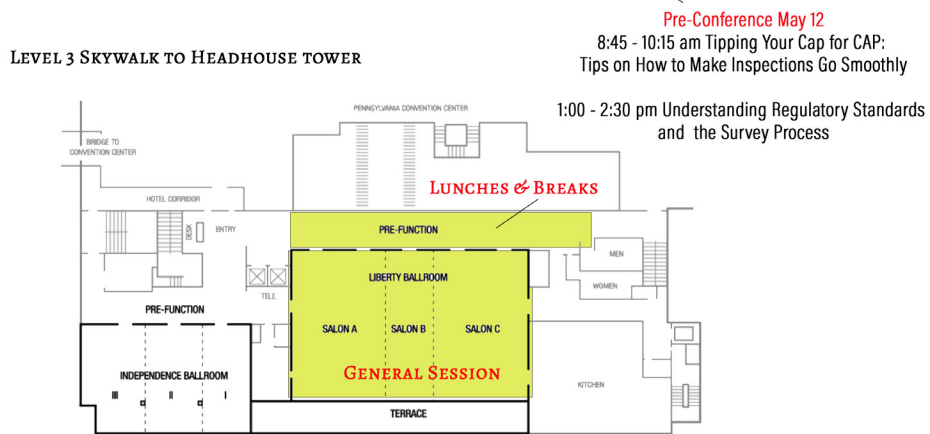 Pre-Conference May 12
8:45 - 10:15 am Tipping Your Cap for CAP:
Tips on How to Make Inspections Go Smoothly
1:00 - 2:30 pm Understanding Regulatory Standards
and the Survey Process
Level 3 Skywalk to Headhouse tower
PENNSYLVANIA CONVENTION CENTER
BRIDGE TO
CONVENTION CENTER
HOTEL CORRIDOR
Lunches & Breaks
DESK
ENTRY
PRE-FUNCTION
MEN
LIBERTY BALLROOM
WOMEN
TELE.
PRE-FUNCTION
SALON A
SALON B
SALON C
General Session
INDEPENDENCE BALLROOM
KITCHEN
III
II
I
TERRACE